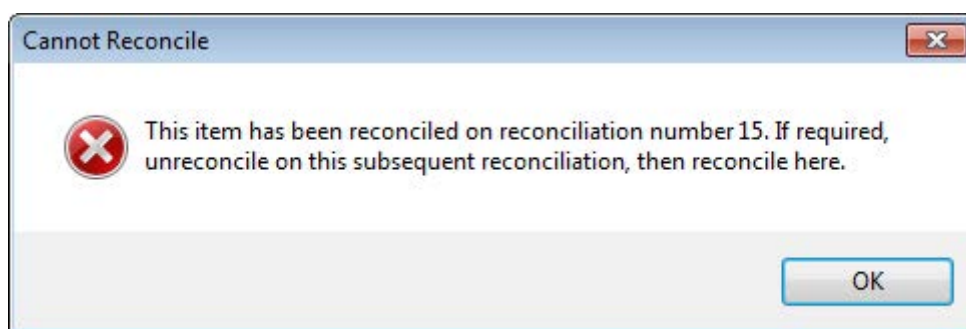 Cannot Reconcile
This item has been reconciled on reconciliation number 15. If required,
unreconcile on this subsequent reconciliation, then reconcile here.
OK